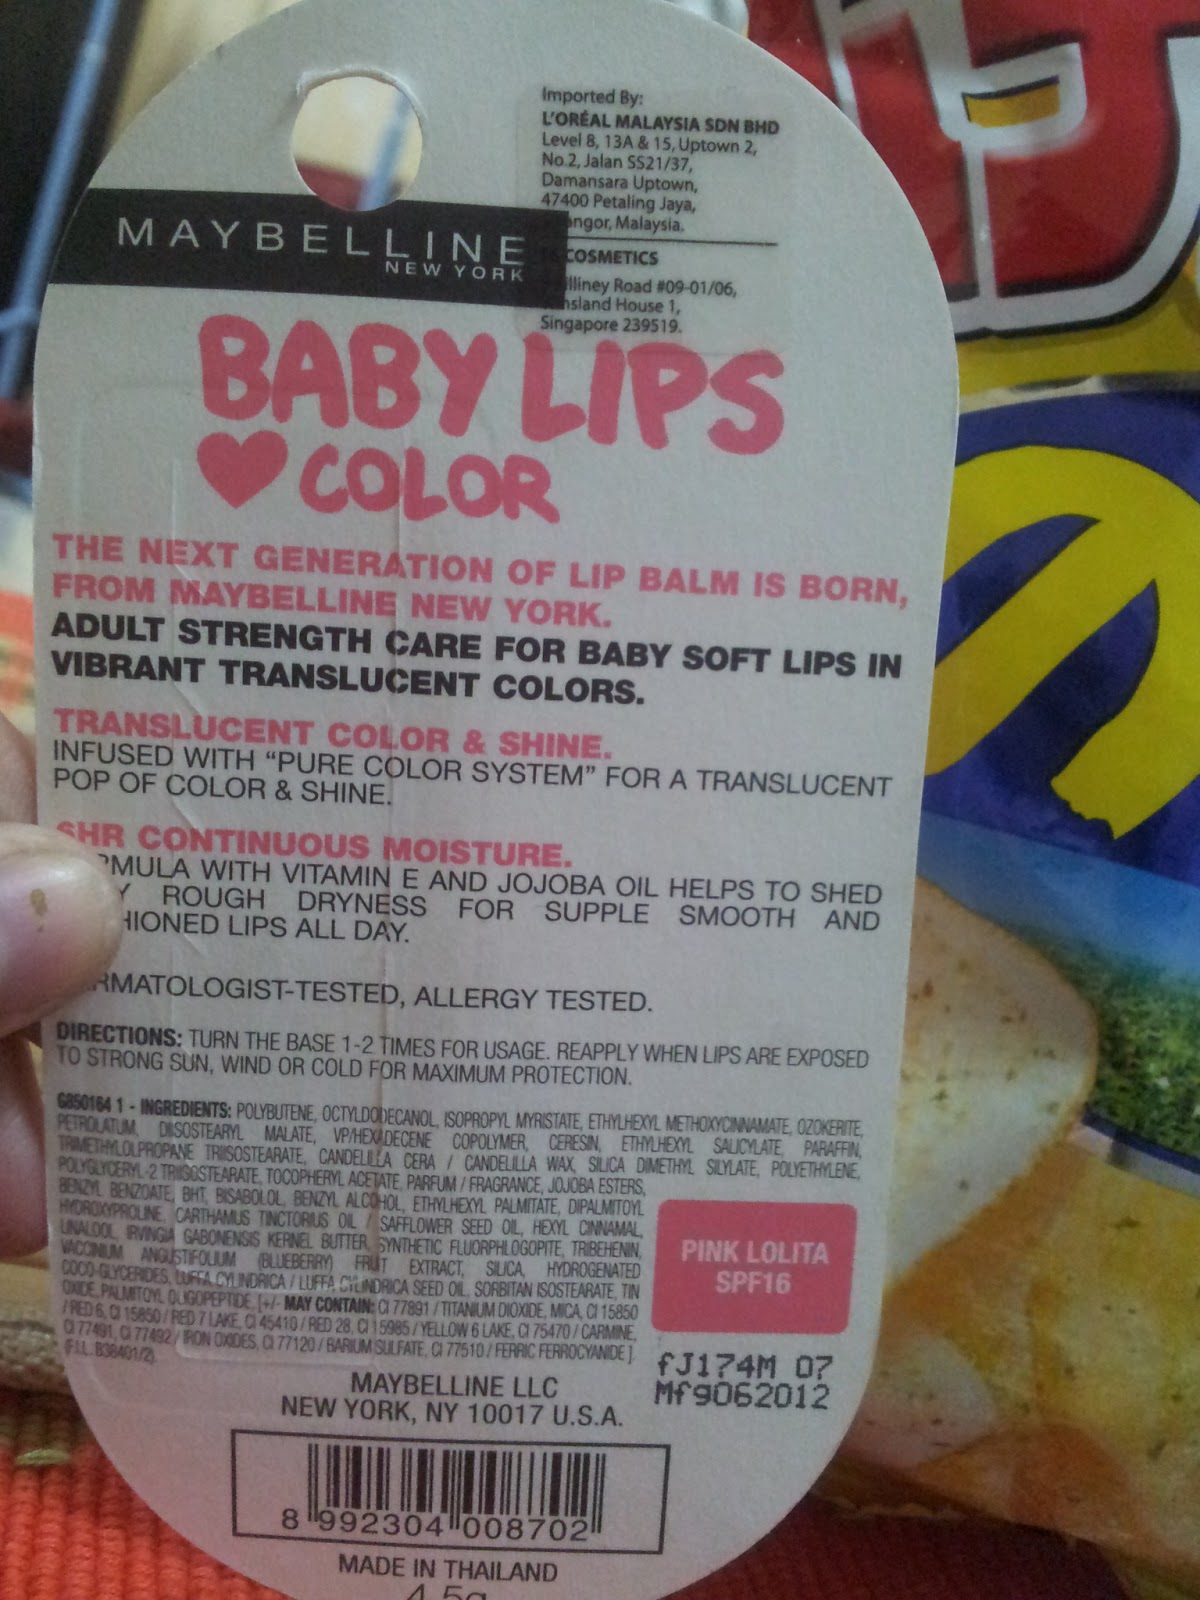 Imported By:
L'ORÉAL MALAYSIA SDN BHD
Level 8, 13A & 15, Uptown 2,
No.2, Jalan SS21/37,
Damansara Uptown,
47400 Petaling Jaya,
angor, Malaysia.
COSMETICS
illiney Road #09-01/06,
nsland House 1,
Singapore 239519.
MAYBELLINE
NEW YORK
BABY LIPS
COLOR
THE NEXT GENERATION OF LIP BALM IS BORN,
FROM MAYBELLINE NEW YORK.
ADULT STRENGTH CARE FOR BABY SOFT LIPS IN
VIBRANT TRANSLUCENT COLORS.
TRANSLUCENT COLOR & SHINE.
INFUSED WITH “PURE COLOR SYSTEM” FOR A TRANSLUCENT
POP OF COLOR & SHINE.
HR CONTINUOUS MOISTURE.
RMULA WITH VITAMIN E AND JOJOBA OIL HELPS TO SHED
Y ROUGH DRYNESS FOR SUPPLE SMOOTH AND
HIONED LIPS ALL DAY.
RMATOLOGIST-TESTED, ALLERGY TESTED.
DIRECTIONS: TURN THE BASE 1-2 TIMES FOR USAGE. REAPPLY WHEN LIPS ARE EXPOSED
TO STRONG SUN, WIND OR COLD FOR MAXIMUM PROTECTION.
G850164 1 - INGREDIENTS: POLYBUTENE, OCTYLDODECANOL, ISOPROPYL MYRISTATE, ETHYLHEXYL METHOXYCINNAMATE, OZOKERITE,
PETROLATUM, DIISOSTEARYL MALATE, VP/HEXADECENE COPOLYMER, CERESIN, ETHYLHEXYL SALICYLATE, PARAFFIN,
TRIMETHYLOLPROPANE TRIISOSTEARATE, CANDELILLA CERA / CANDELILLA WAX, SILICA DIMETHYL SILYLATE, POLYETHYLENE,
POLYGLYCERYL-2 TRIISOSTEARATE, TOCOPHERYL ACETATE, PARFUM / FRAGRANCE, JOJOBA ESTERS,
BENZYL BENZOATE, BHT, BISABOLOL, BENZYL ALCOHOL, ETHYLHEXYL PALMITATE, DIPALMITOYL
HYDROXYPROLINE, CARTHAMUS TINCTORIUS OIL / SAFFLOWER SEED OIL, HEXYL CINNAMAL,
LINALOOL, IRVINGIA GABONENSIS KERNEL BUTTER, SYNTHETIC FLUORPHLOGOPITE, TRIBEHENIN,
VACCINIUM ANGUSTIFOLIUM (BLUEBERRY) FRUIT EXTRACT, SILICA, HYDROGENATED
COCO-GLYCERIDES, LUFFA CYLINDRICA / LUFFA CYLINDRICA SEED OIL, SORBITAN ISOSTEARATE, TIN
OXIDE, PALMITOYL OLIGOPEPTIDE, [+/- MAY CONTAIN: CI 77891 / TITANIUM DIOXIDE, MICA, CI 15850
/ RED 6, CI 15850 / RED 7 LAKE, CI 45410 / RED 28, CI 15985 / YELLOW 6 LAKE, CI 75470 / CARMINE,
CI 77491, CI 77492 / IRON OXIDES, CI 77120 / BARIUM SULFATE, CI 77510 / FERRIC FERROCYANIDE ].
(F.I.L. B38401/2).
PINK LOLITA
SPF16
fJ174M 07
Mfg062012
MAYBELLINE LLC
NEW YORK, NY 10017 U.S.A.
8 992304 008702
MADE IN THAILAND
4.5g